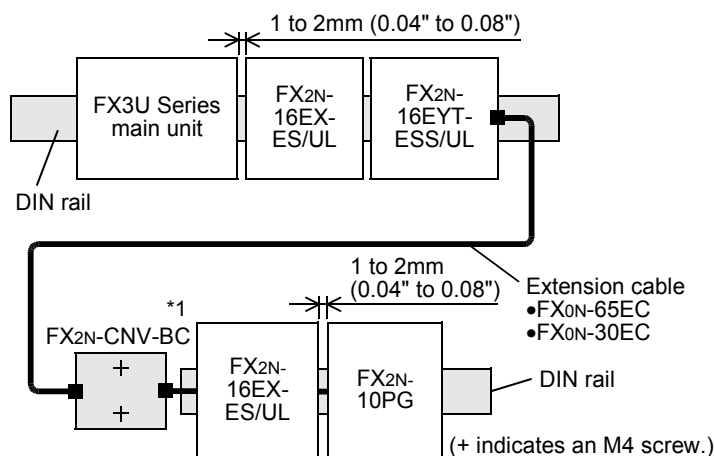 1 to 2mm (0.04" to 0.08")
FX3U Series
main unit
FX2N-
16EX-
ES/UL
FX2N-
16EYT-
ESS/UL
DIN rail
1 to 2mm
(0.04" to 0.08")
Extension cable
•FX0N-65EC
•FX0N-30EC
*1
FX2N-CNV-BC
+
+
FX2N-
16EX-
ES/UL
FX2N-
10PG
DIN rail
(+ indicates an M4 screw.)